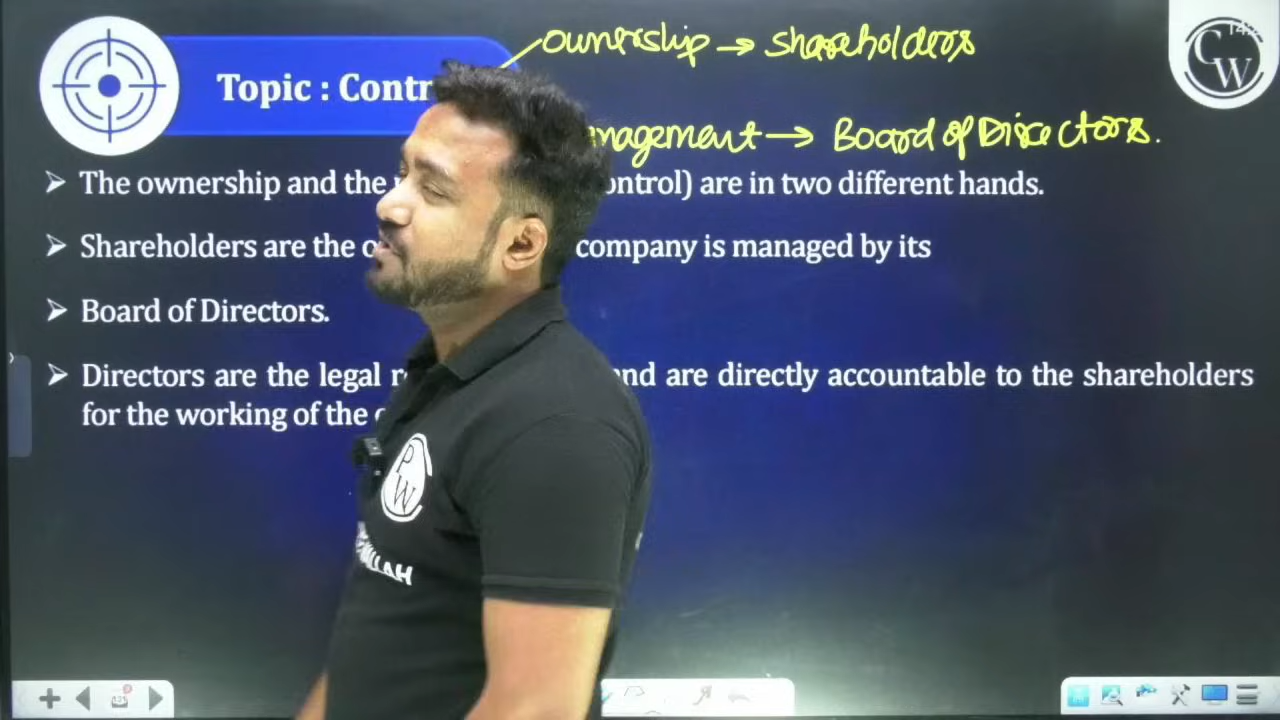 ownership → shareholders
Topic : Contr
nagement → Board of Directors.
➤ The ownership and the ontrol) are in two different hands.
➤ Shareholders are the company is managed by its
➤ Board of Directors.
➤ Directors are the legal nd are directly accountable to the shareholders
for the working of the
CW
PW
WALLAH